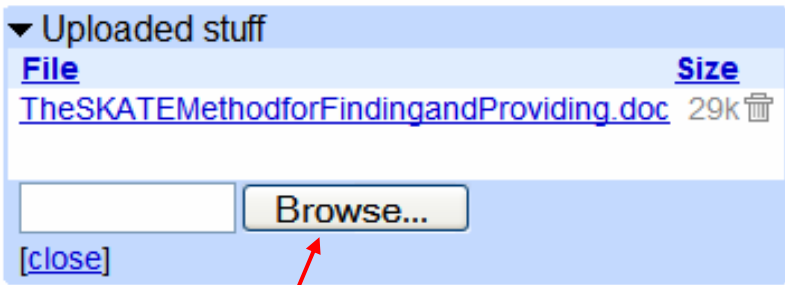 Uploaded stuff
File Size
TheSKATEMethodforFindingandProviding.doc 29k
Browse...
[close]